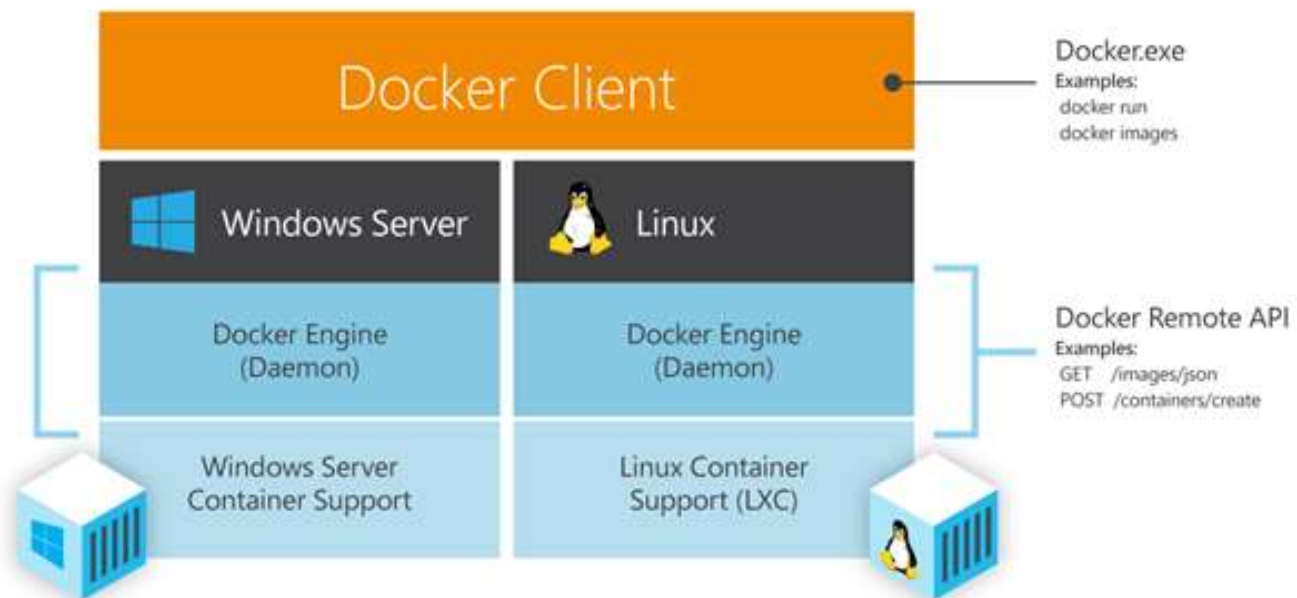 Docker Client
Docker.exe
Examples:
docker run
docker images
Windows Server
Linux
Docker Engine
(Daemon)
Docker Engine
(Daemon)
Docker Remote API
Examples:
GET /images/json
POST /containers/create
Windows Server
Container Support
Linux Container
Support (LXC)